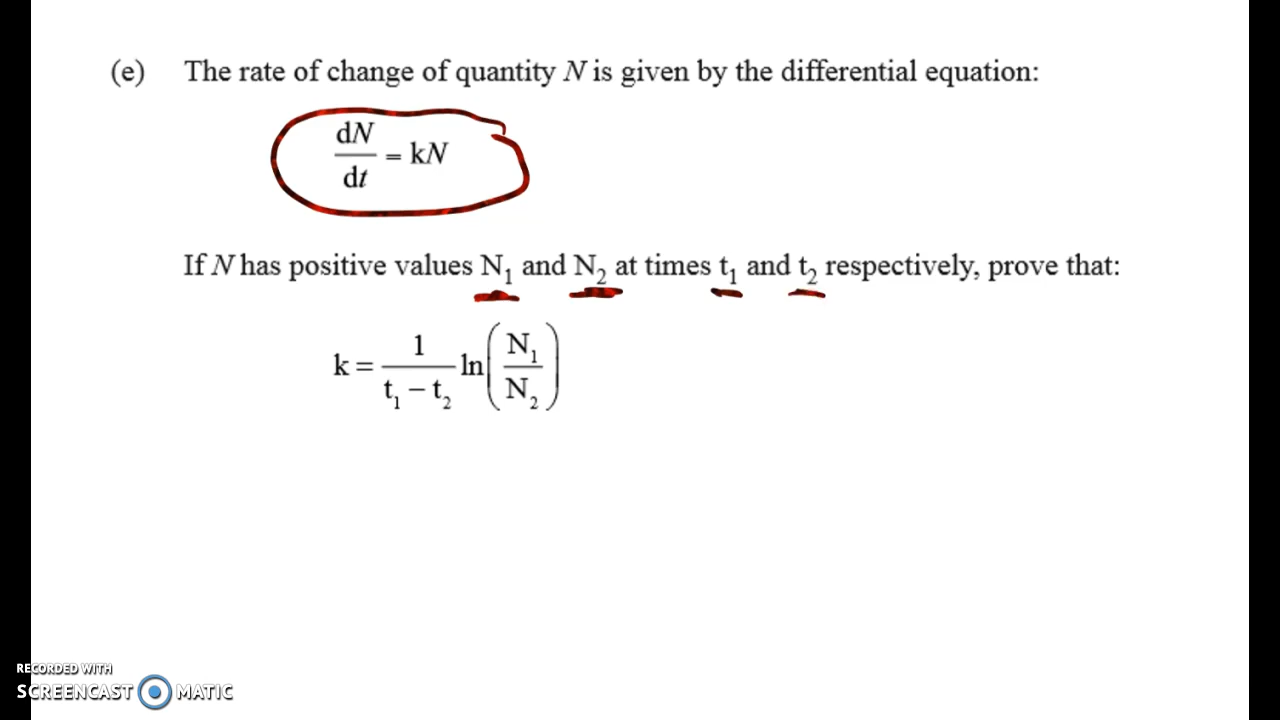 (e) The rate of change of quantity N is given by the differential equation:
dN/dt = kN
If N has positive values N₁ and N₂ at times t₁ and t₂ respectively, prove that:
k = 1/(t₁ − t₂) ln(N₁/N₂)
RECORDED WITH
SCREENCAST MATIC